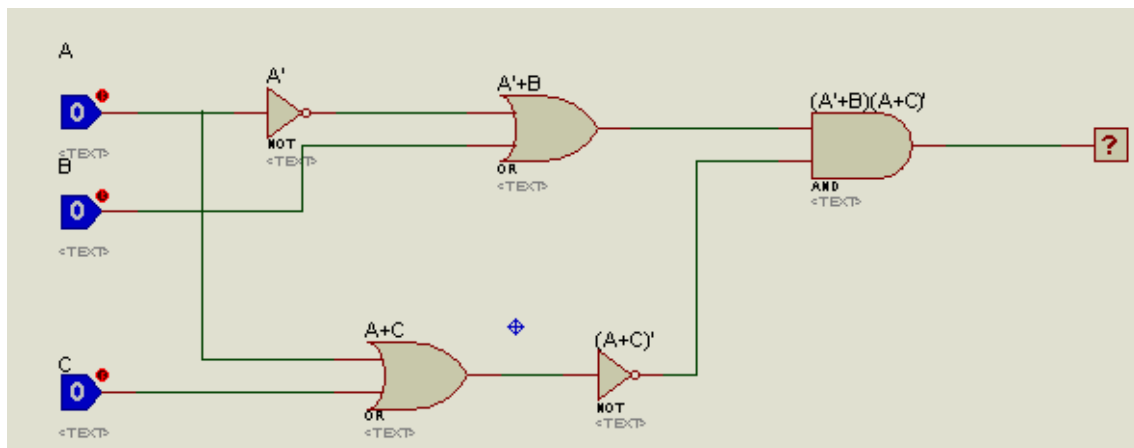 A
0
<TEXT>
A'
NOT
<TEXT>
A'+B
OR
<TEXT>
(A'+B)(A+C)'
AND
<TEXT>
?
B
0
<TEXT>
A+C
OR
<TEXT>
(A+C)'
NOT
<TEXT>
C
0
<TEXT>